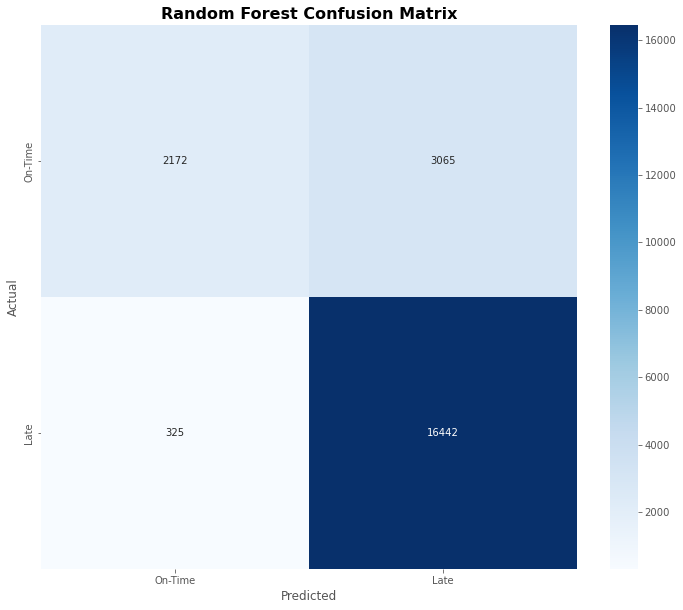 Random Forest Confusion Matrix
On-Time
Late
Actual
2172
3065
325
16442
On-Time
Late
Predicted
16000
14000
12000
10000
8000
6000
4000
2000